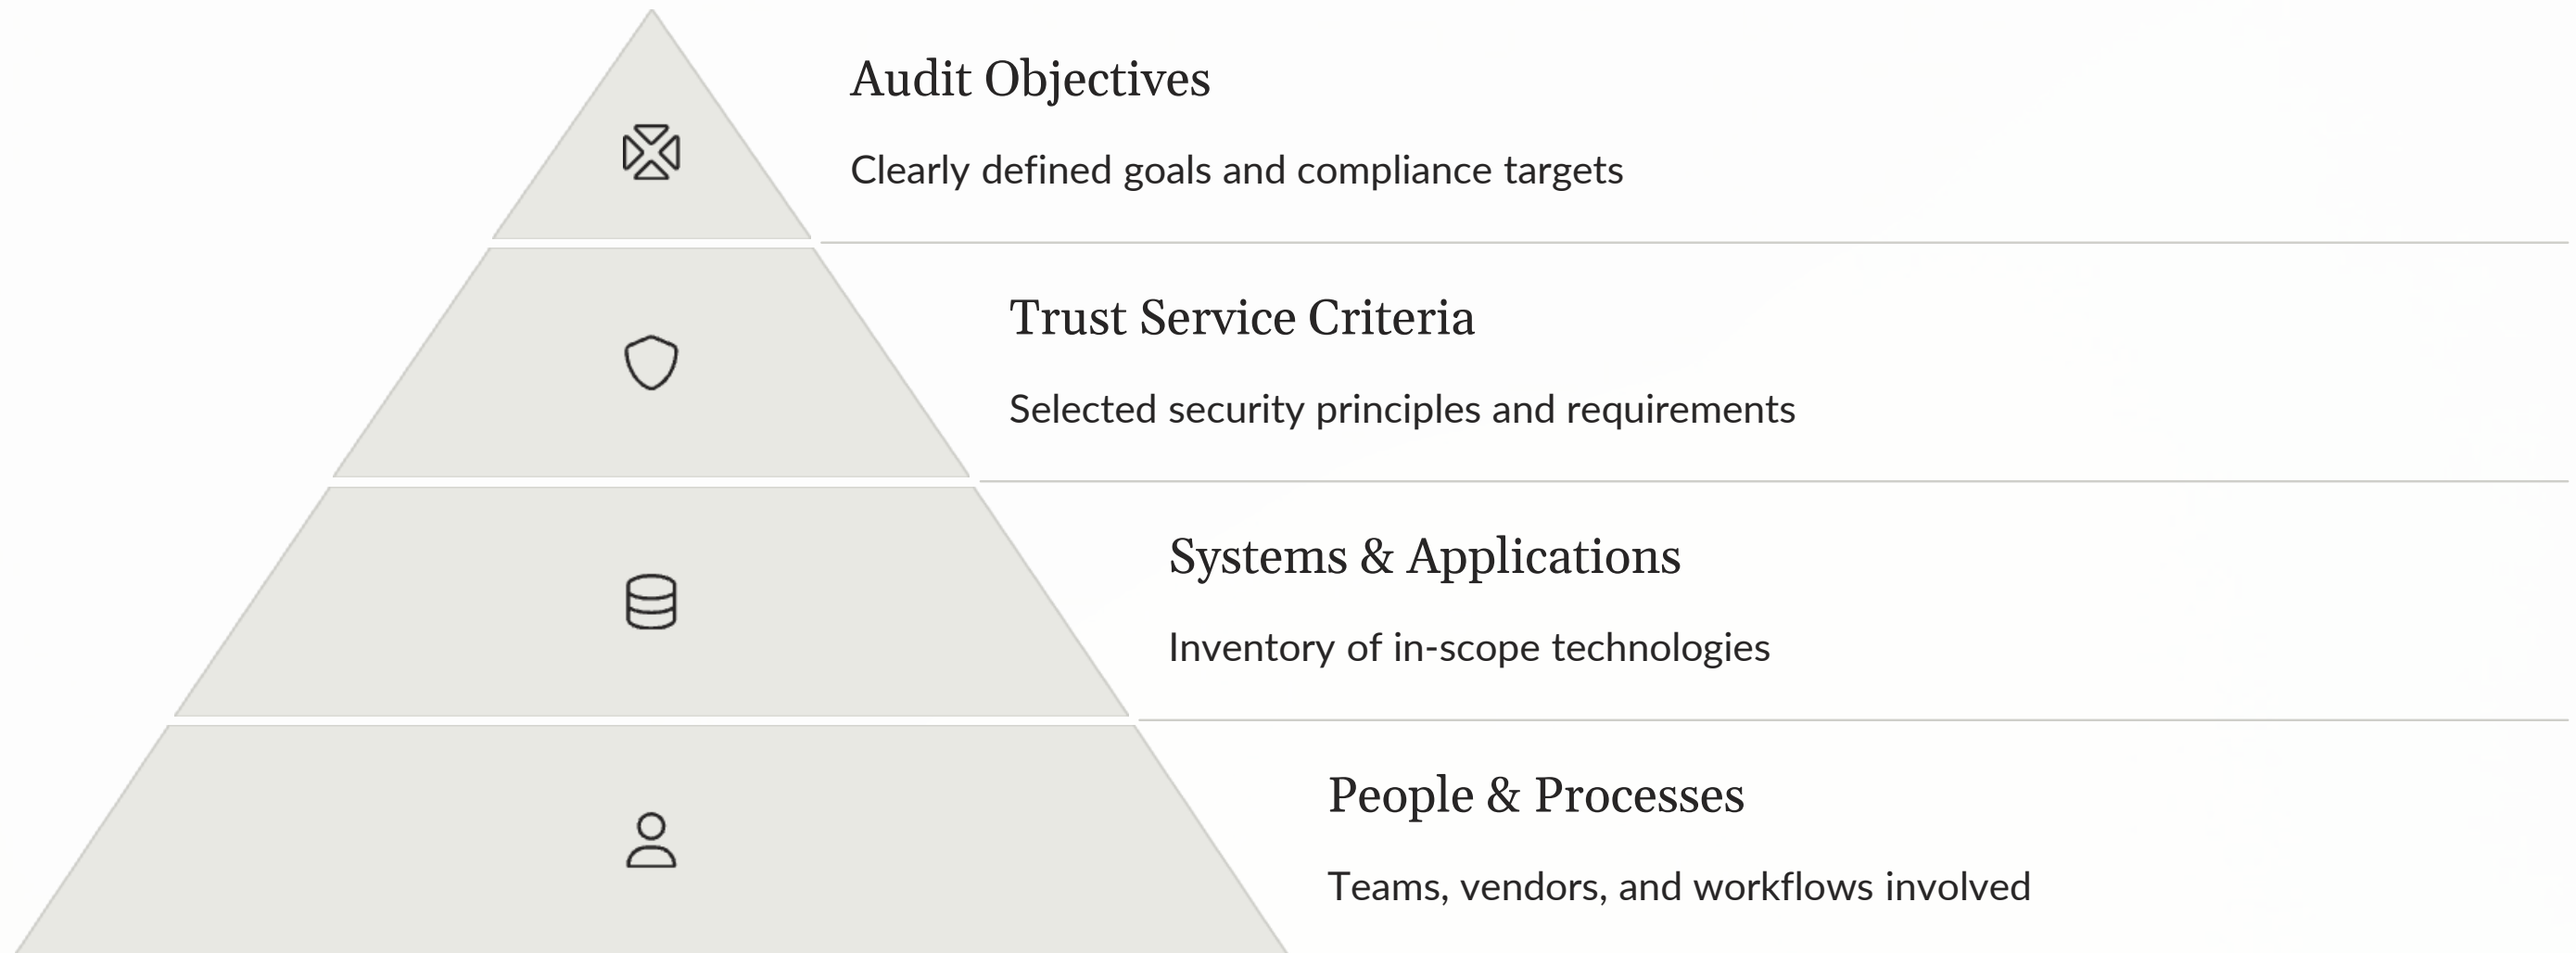 Audit Objectives
Clearly defined goals and compliance targets
Trust Service Criteria
Selected security principles and requirements
Systems & Applications
Inventory of in-scope technologies
People & Processes
Teams, vendors, and workflows involved